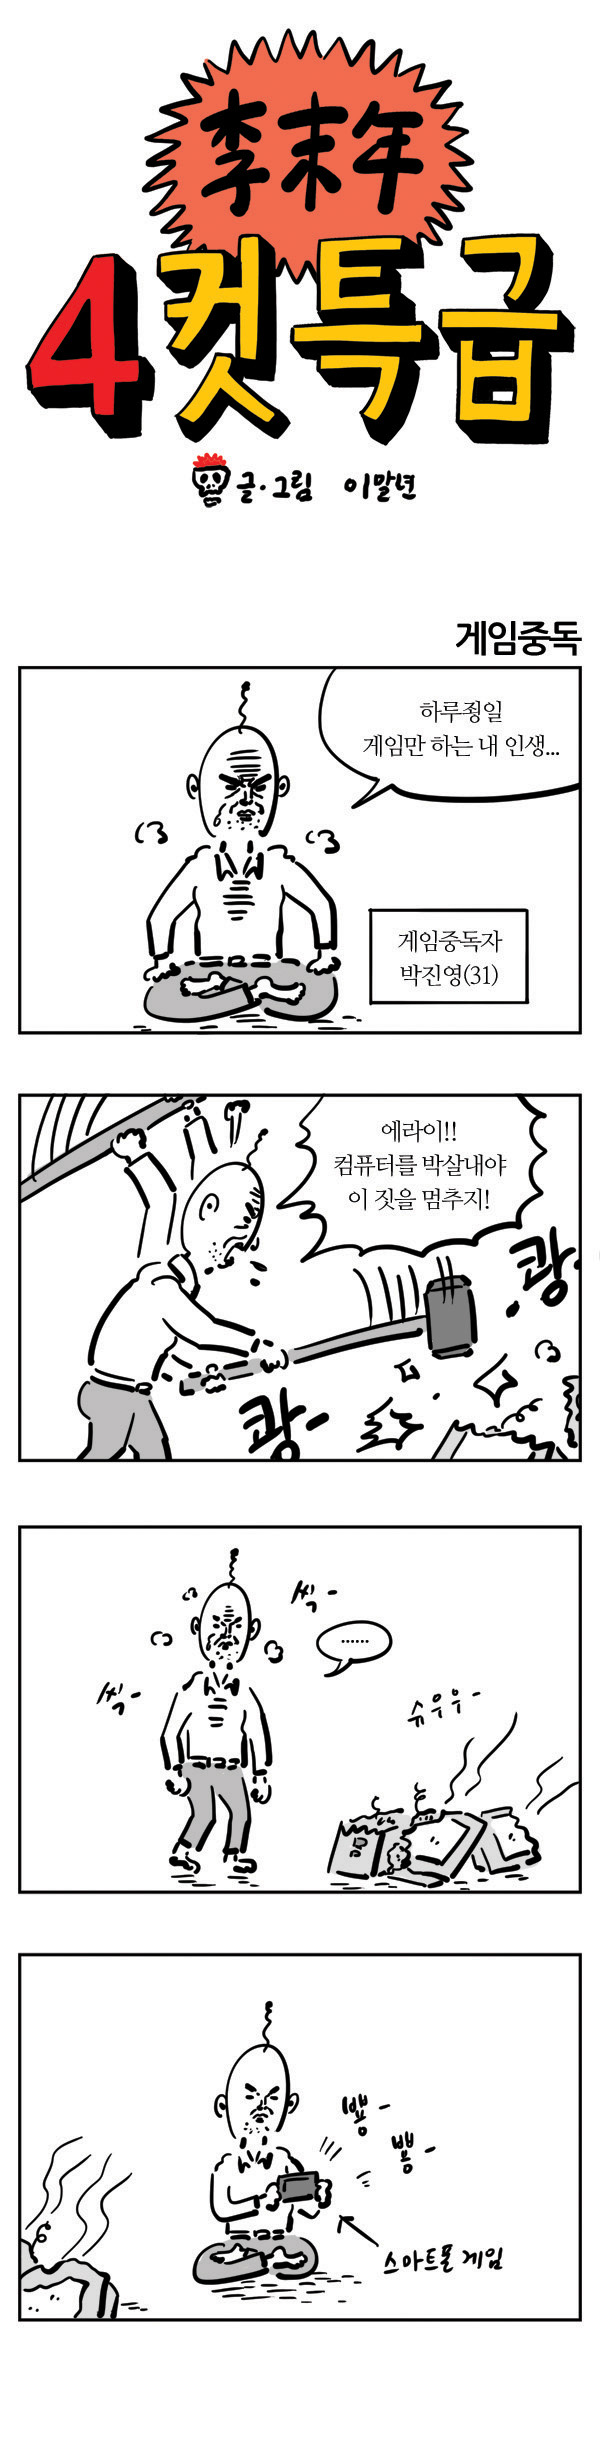 李末年
4컷특급
글·그림 이말년
게임중독
하루죙일
게임만 하는 내 인생...
게임중독자
박진영(31)
에라이!!
컴퓨터를 박살내야
이 짓을 멈추지!
쾅-
쾅-
씩-
......
씩-
슈우우-
뿅-
뿅-
스마트폰 게임